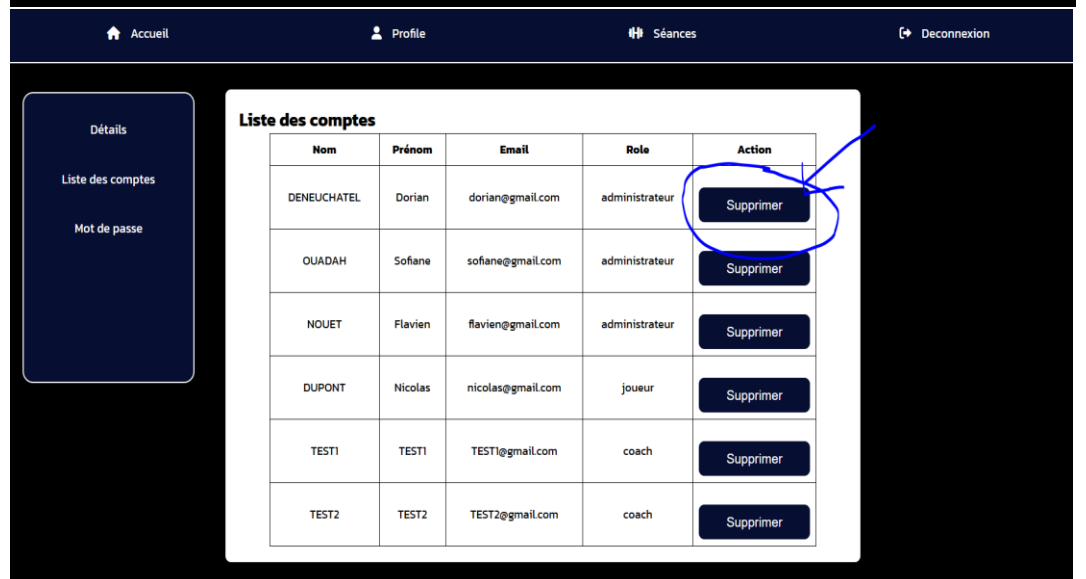 Accueil Profile Séances Deconnexion
Détails
Liste des comptes
Mot de passe
Liste des comptes
Nom Prénom Email Role Action
DENEUCHATEL Dorian dorian@gmail.com administrateur Supprimer
OUADAH Sofiane sofiane@gmail.com administrateur Supprimer
NOUET Flavien flavien@gmail.com administrateur Supprimer
DUPONT Nicolas nicolas@gmail.com joueur Supprimer
TEST1 TEST1 TEST1@gmail.com coach Supprimer
TEST2 TEST2 TEST2@gmail.com coach Supprimer